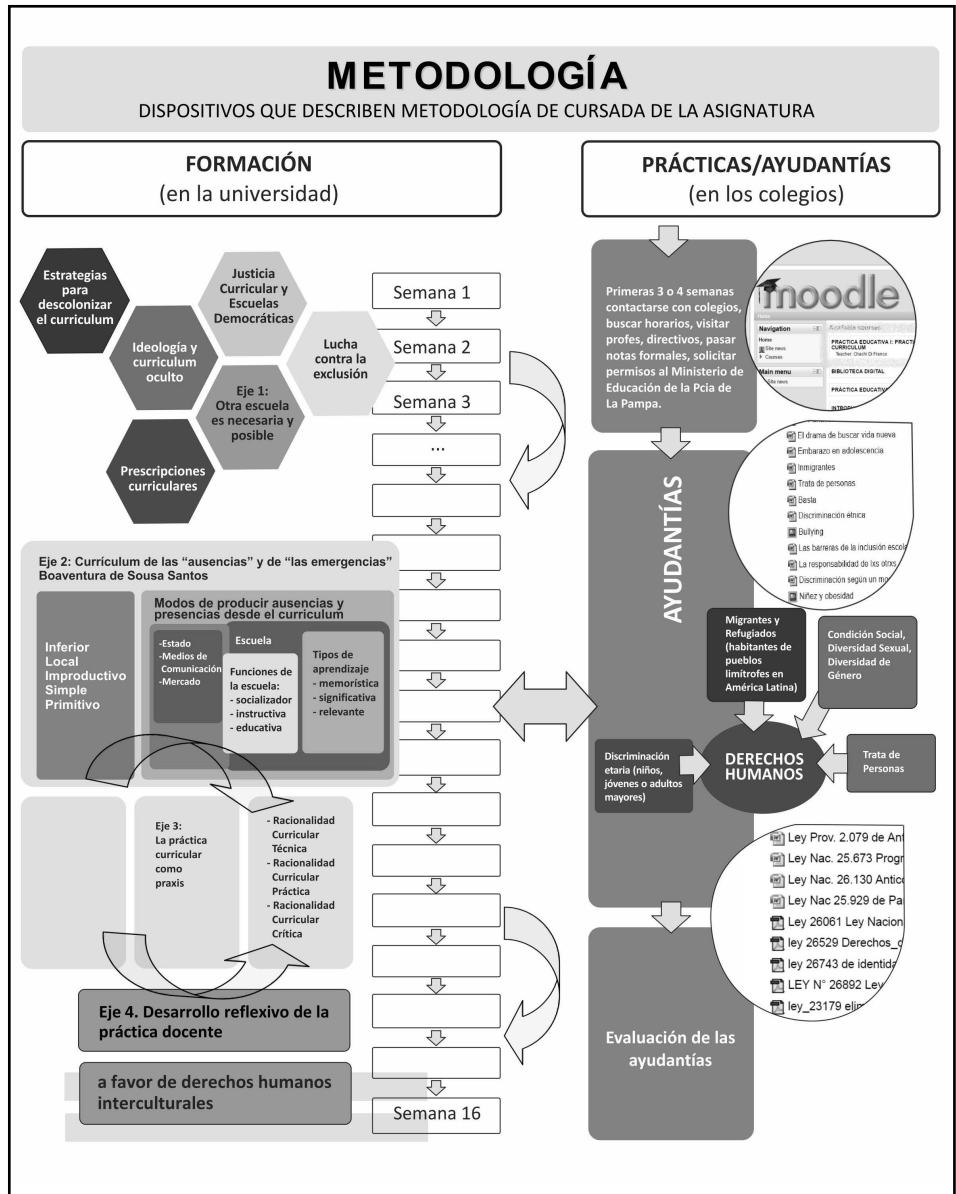 METODOLOGÍA
DISPOSITIVOS QUE DESCRIBEN METODOLOGÍA DE CURSADA DE LA ASIGNATURA
FORMACIÓN
(en la universidad)
Estrategias
para
descolonizar
el curriculum
Justicia
Curricular y
Escuelas
Democráticas
Ideología y
curriculum
oculto
Lucha
contra la
exclusión
Eje 1:
Otra escuela
es necesaria y
posible
Prescripciones
curriculares
Semana 1
Semana 2
Semana 3
...
Eje 2: Currículum de las “ausencias” y de “las emergencias”
Boaventura de Sousa Santos
Inferior
Local
Improductivo
Simple
Primitivo
Modos de producir ausencias y
presencias desde el curriculum
-Estado
-Medios de
Comunicación
-Mercado
Escuela
Funciones de
la escuela:
- socializador
- instructiva
- educativa
Tipos de
aprendizaje
- memorística
- significativa
- relevante
Eje 3:
La práctica
curricular
como
praxis
- Racionalidad
Curricular
Técnica
- Racionalidad
Curricular
Práctica
- Racionalidad
Curricular
Crítica
Eje 4. Desarrollo reflexivo de la
práctica docente
a favor de derechos humanos
interculturales
Semana 16
PRÁCTICAS/AYUDANTÍAS
(en los colegios)
Primeras 3 o 4 semanas
contactarse con colegios,
buscar horarios, visitar
profes, directivos, pasar
notas formales, solicitar
permisos al Ministerio de
Educación de la Pcia de
La Pampa.
moodle
Home
Navigation
Home
Site news
Courses
Main menu
Site news
Available courses
PRACTICA EDUCATIVA I: PRACTI
CURRICULUM
Teacher: Chachi Di Franco
BIBLIOTECA DIGITAL
PRÁCTICA EDUCATIV
INTROD
AYUDANTÍAS
El drama de buscar vida nueva
Embarazo en adolescencia
Inmigrantes
Trata de personas
Basta
Discriminación étnica
Bullying
Las barreras de la inclusión escola
La responsabilidad de lxs otrxs
Discriminación según un mo
Niñez y obesidad
Migrantes y
Refugiados
(habitantes de
pueblos
limítrofes en
América Latina)
Condición Social,
Diversidad Sexual,
Diversidad de
Género
Discriminación
etaria (niños,
jóvenes o adultos
mayores)
DERECHOS
HUMANOS
Trata de
Personas
Ley Prov. 2.079 de Ant
Ley Nac. 25.673 Progr
Ley Nac. 26.130 Antico
Ley Nac 25.929 de Pa
Ley 26061 Ley Nacion
ley 26529 Derechos_d
ley 26743 de identida
LEY N° 26892 Ley
ley_23179 elim
Evaluación de las
ayudantías